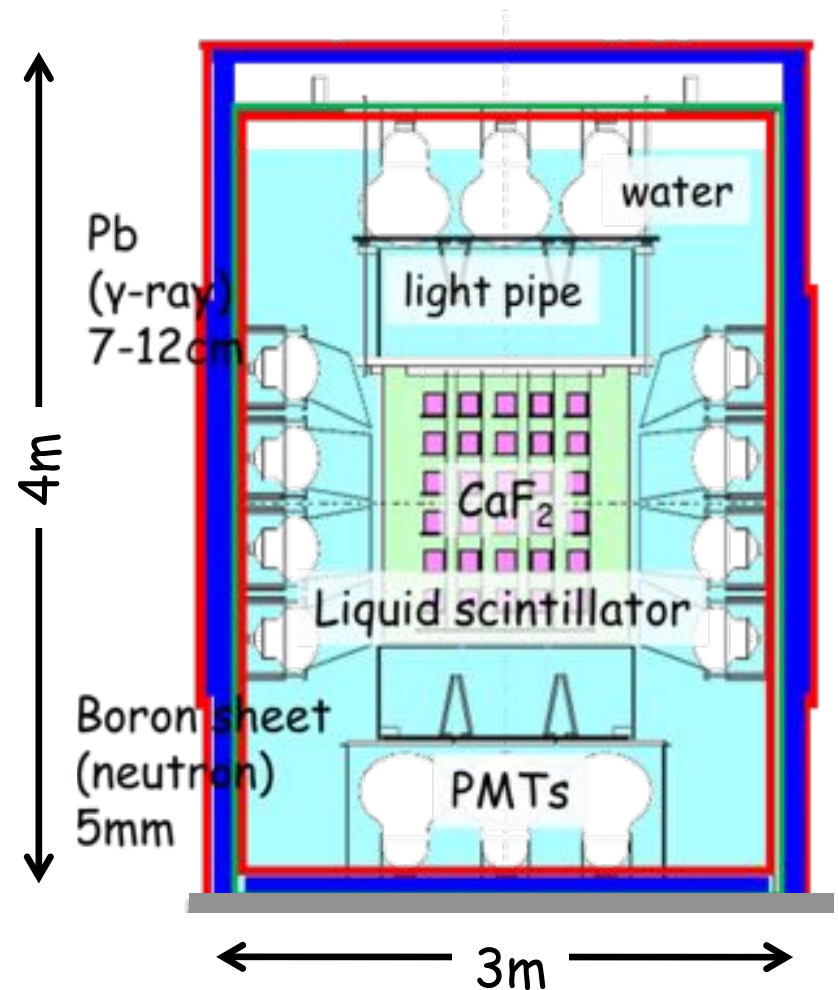 water
Pb
(γ-ray)
7-12cm
light pipe
4m
CaF₂
Liquid scintillator
Boron sheet
(neutron)
5mm
PMTs
3m